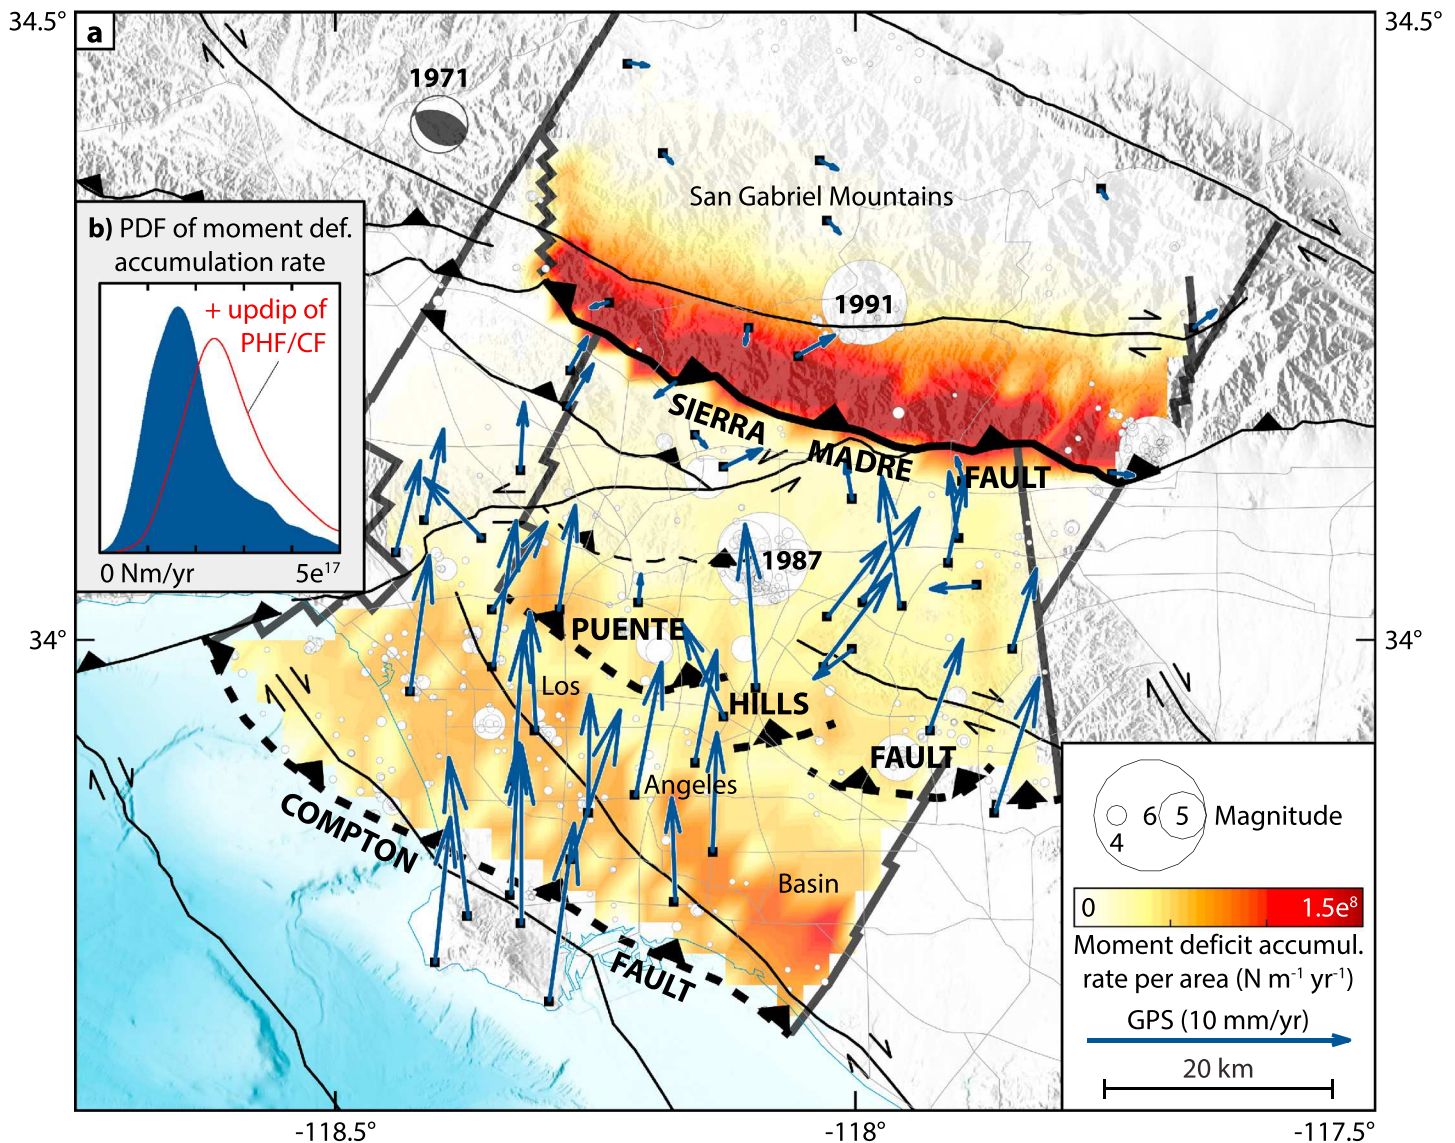 34.5°
34.5°
a
1971
San Gabriel Mountains
b) PDF of moment def.
accumulation rate
+ updip of
PHF/CF
0 Nm/yr
5e17
1991
SIERRA
MADRE
FAULT
1987
34°
34°
PUENTE
HILLS
FAULT
Los
Angeles
Basin
COMPTON
FAULT
4
6
5
Magnitude
0
1.5e8
Moment deficit accumul.
rate per area (N m-1 yr-1)
GPS (10 mm/yr)
20 km
-118.5°
-118°
-117.5°